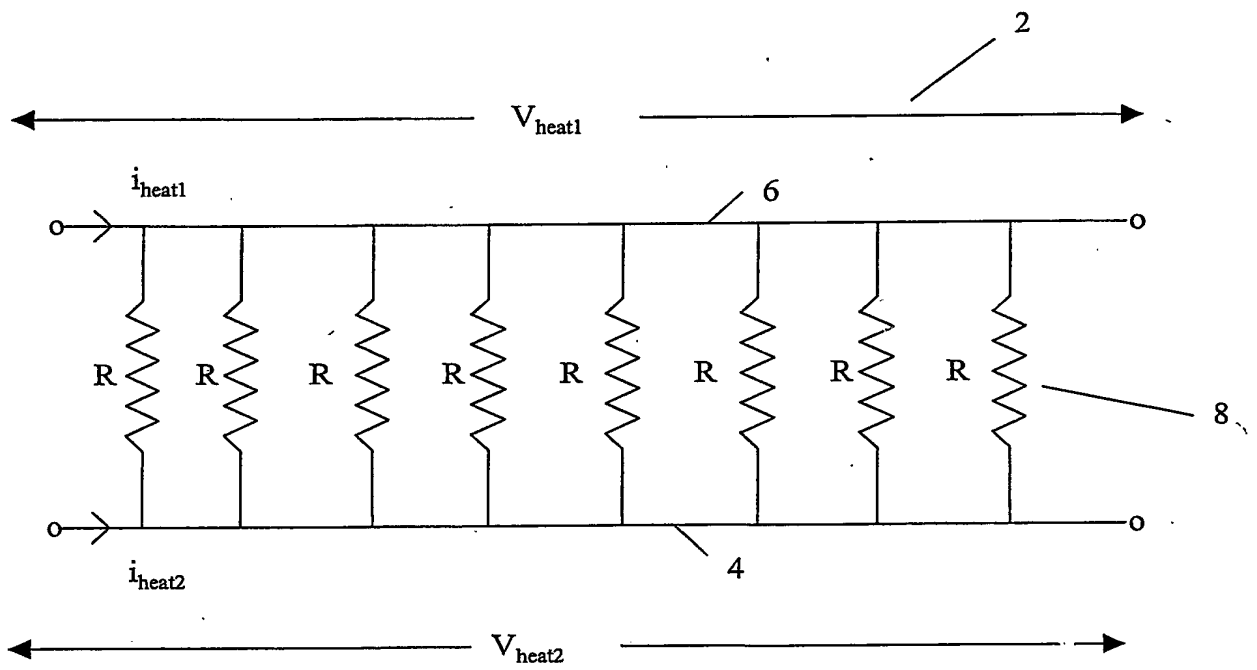 2
V_heat1
i_heat1
6
o o
R R R R R R R R
8
o o
4
i_heat2
V_heat2